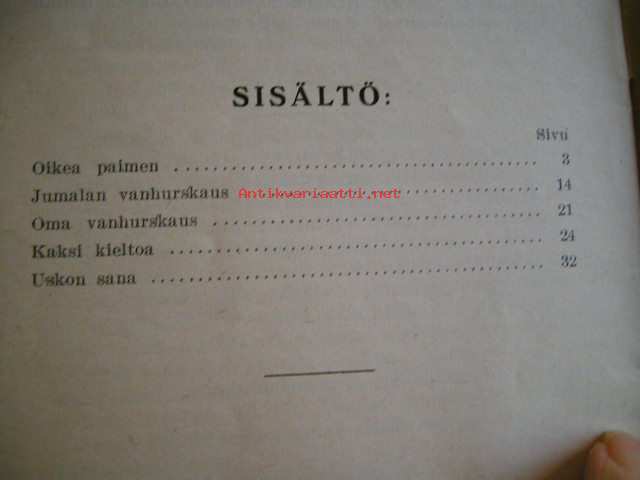 SISÄLTÖ:
Sivu
Oikea paimen ........................................ 3
Jumalan vanhurskaus Antikvariaatti.net ................ 14
Oma vanhurskaus .................................... 21
Kaksi kieltoa ........................................ 24
Uskon sana .......................................... 32